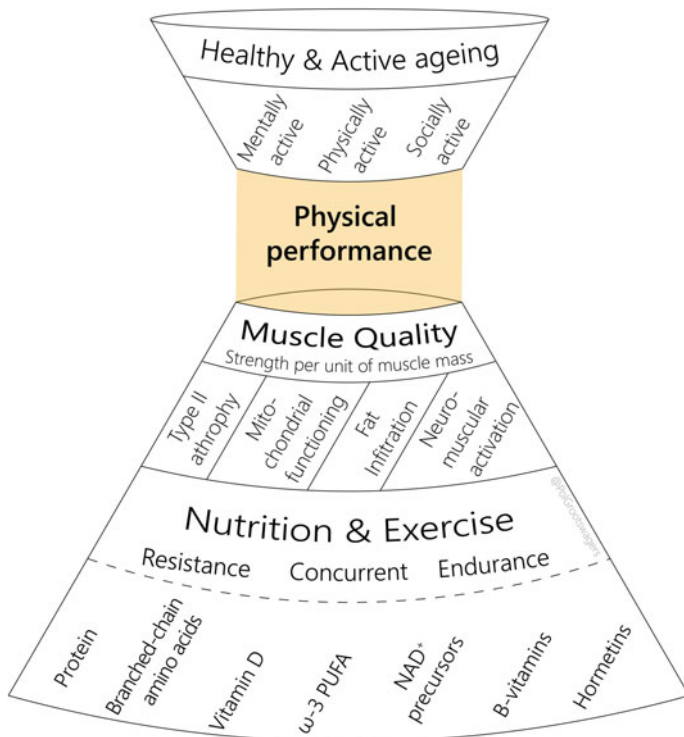 Healthy & Active ageing
Mentally
active
Physically
active
Socially
active
Physical
performance
Muscle Quality
Strength per unit of muscle mass
Type II
athrophy
Mito-
chondrial
functioning
Fat
Infitration
Neuro-
muscular
activation
@PolGrootswagers
Nutrition & Exercise
Resistance Concurrent Endurance
Protein
Branched-chain
amino acids
Vitamin D
ω-3 PUFA
NAD⁺
precursors
B-vitamins
Hormetins